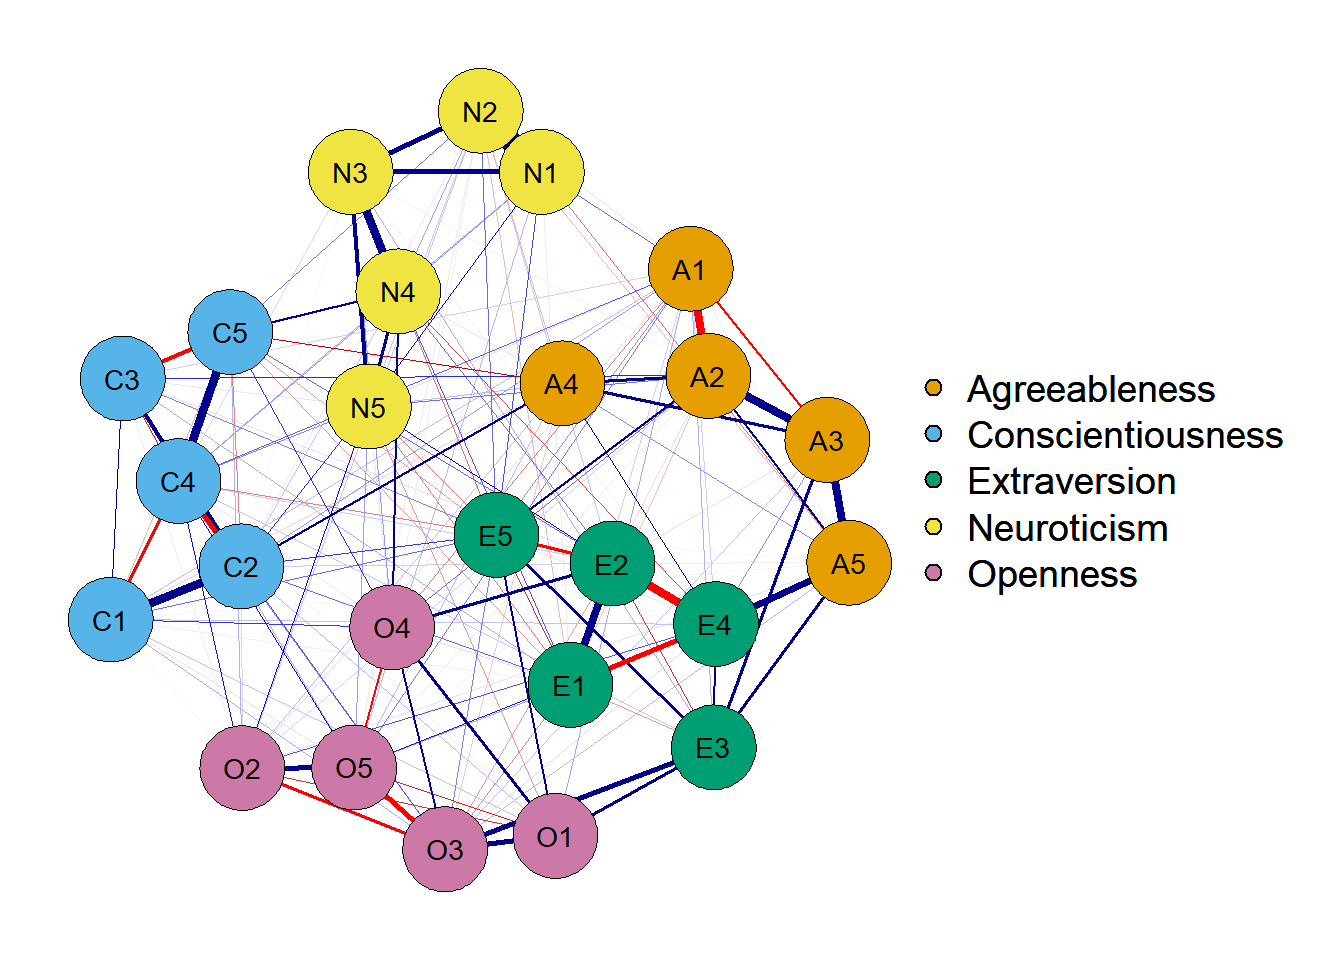 N2
N3
N1
A1
N4
C5
C3
A4
A2
N5
A3
C4
E5
E2
A5
C2
C1
O4
E4
E1
E3
O2
O5
O3
O1
Agreeableness
Conscientiousness
Extraversion
Neuroticism
Openness